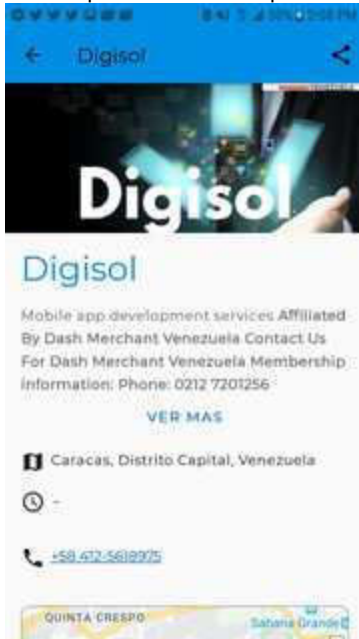 Digisol
Digisol
Digisol
Mobile app development services Affiliated
By Dash Merchant Venezuela Contact Us
For Dash Merchant Venezuela Membership
Information: Phone: 0212 7201256
VER MAS
Caracas, Distrito Capital, Venezuela
-
+58 412-5618975
QUINTA CRESPO
Sabana Grande